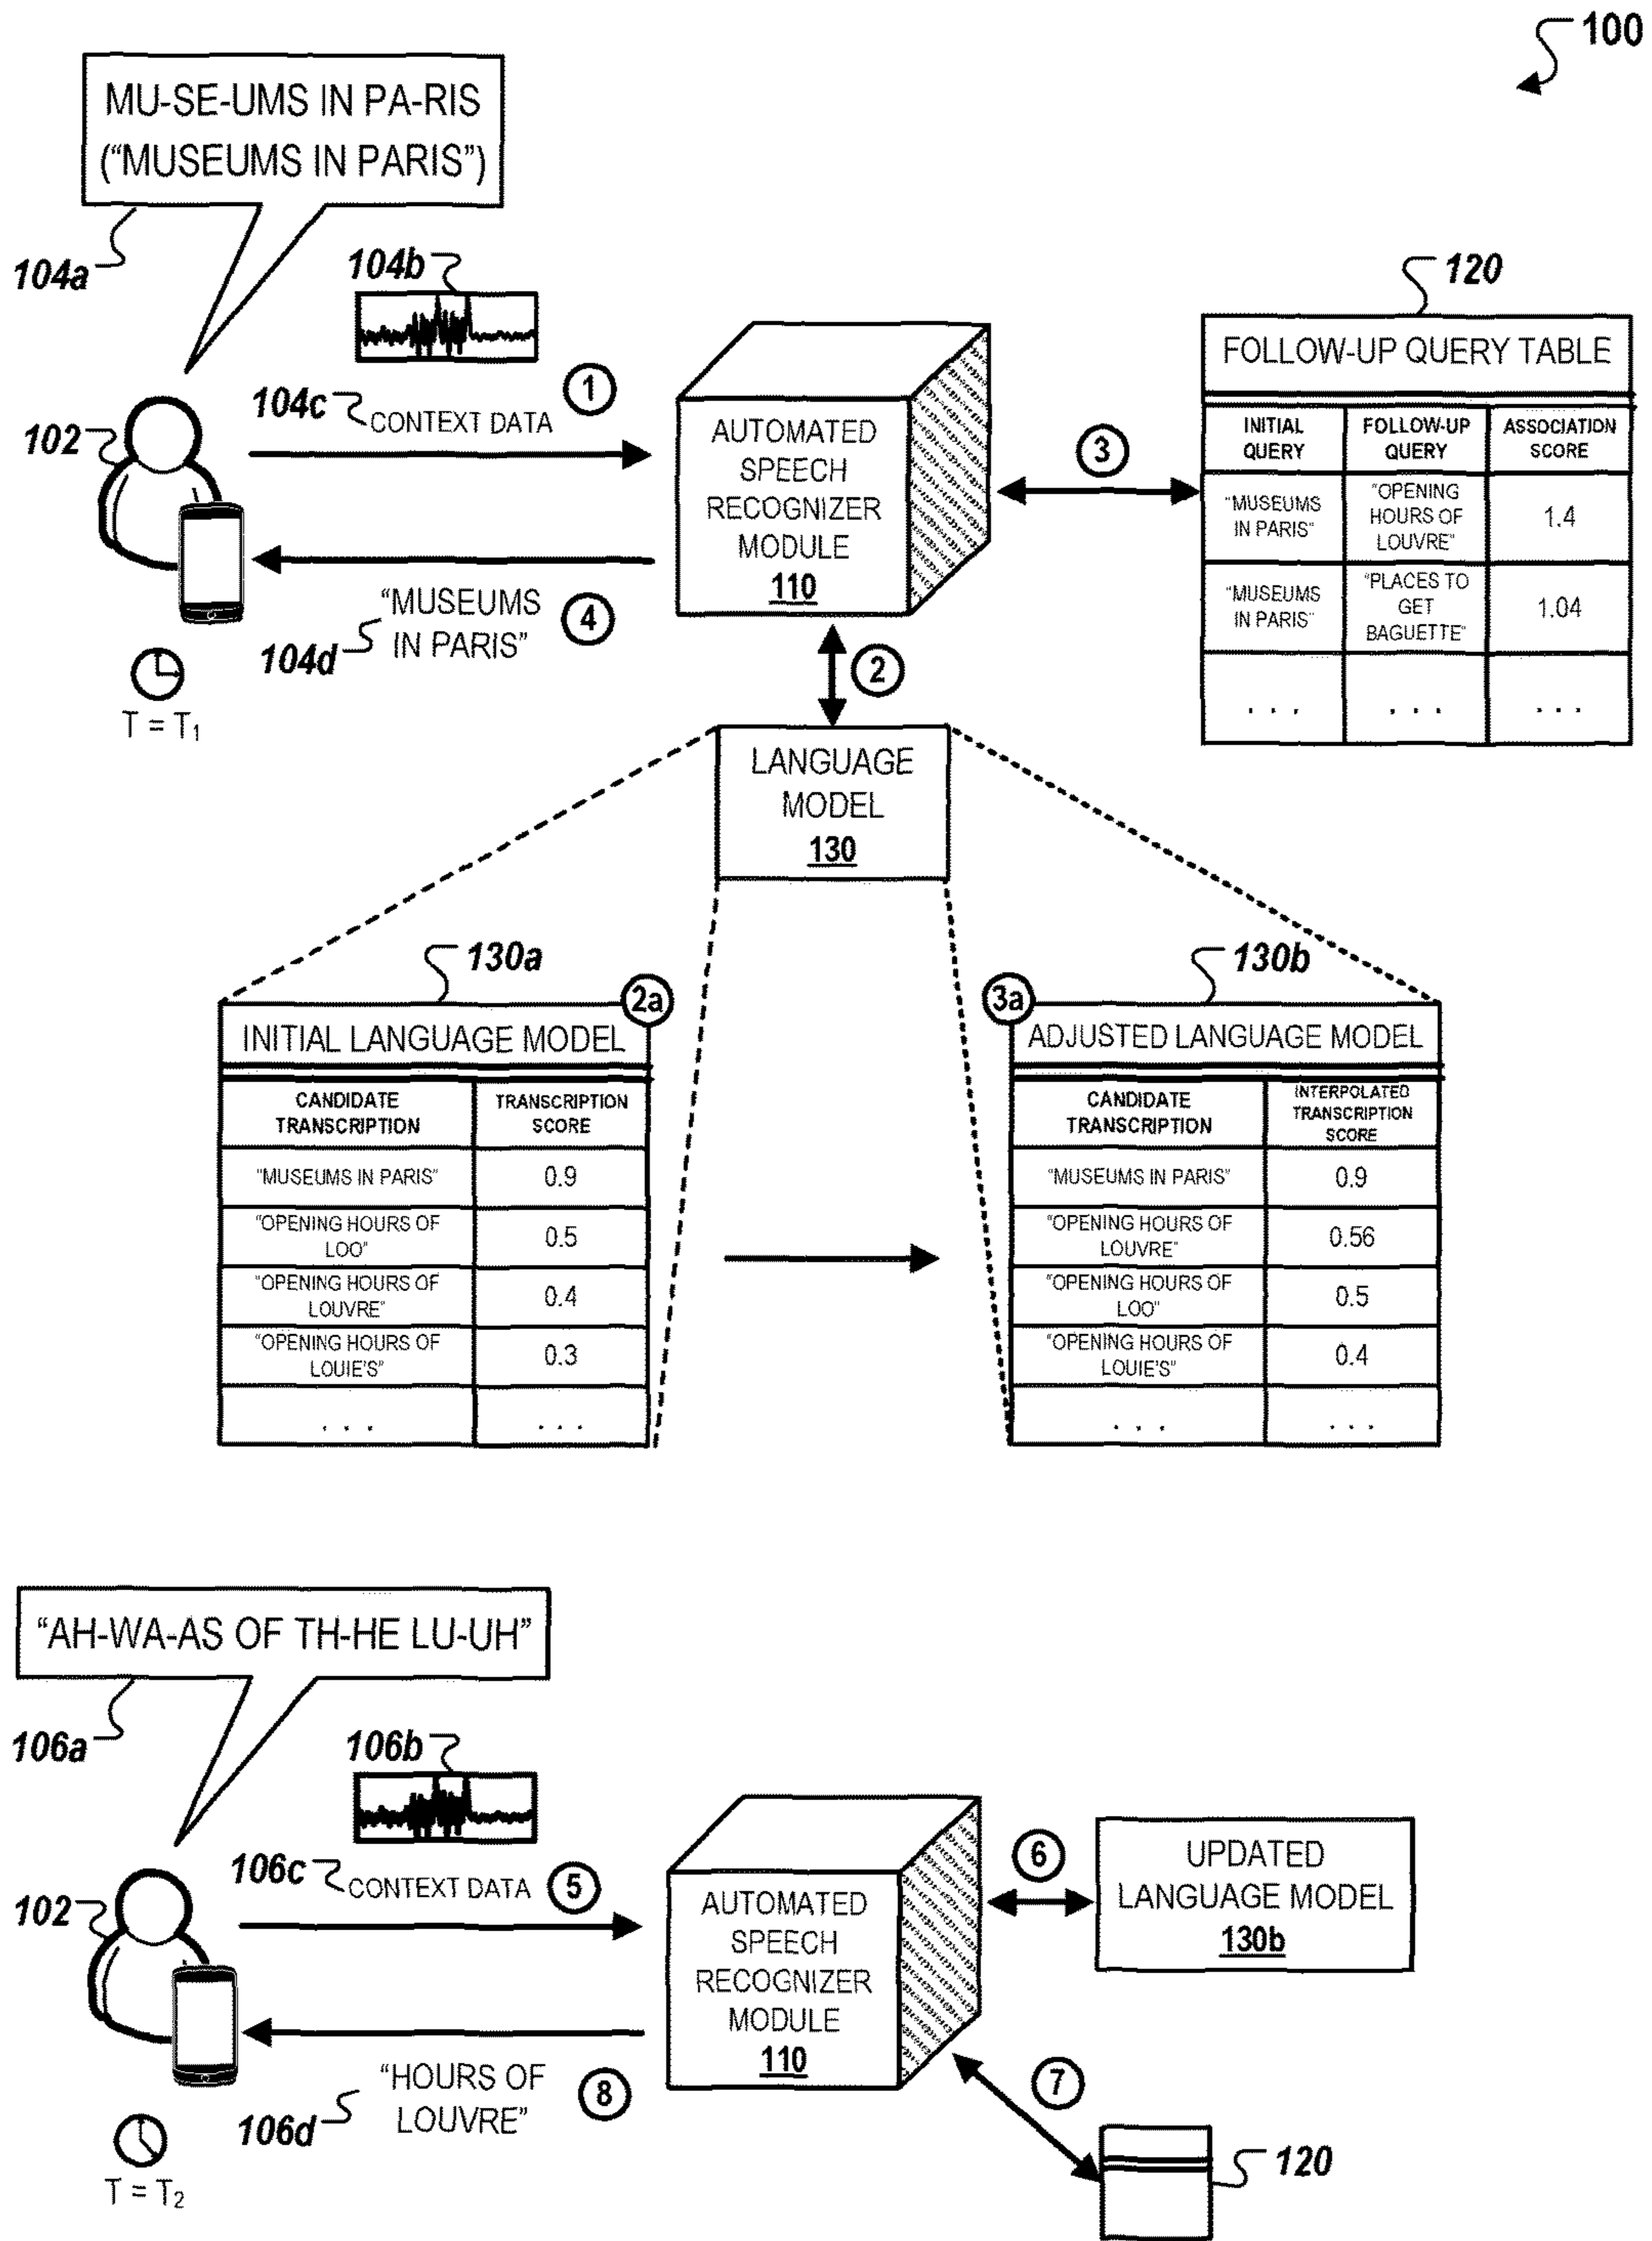 100
MU-SE-UMS IN PA-RIS
("MUSEUMS IN PARIS")
104a
104b
104c
CONTEXT DATA
1
102
AUTOMATED
SPEECH
RECOGNIZER
MODULE
110
3
120
FOLLOW-UP QUERY TABLE
INITIAL
QUERY
FOLLOW-UP
QUERY
ASSOCIATION
SCORE
"MUSEUMS
IN PARIS"
"OPENING
HOURS OF
LOUVRE"
1.4
"MUSEUMS
IN PARIS"
"PLACES TO
GET
BAGUETTE"
1.04
. . .
. . .
. . .
"MUSEUMS
IN PARIS"
4
104d
T = T1
2
LANGUAGE
MODEL
130
130a
2a
INITIAL LANGUAGE MODEL
CANDIDATE
TRANSCRIPTION
TRANSCRIPTION
SCORE
"MUSEUMS IN PARIS"
0.9
"OPENING HOURS OF
LOO"
0.5
"OPENING HOURS OF
LOUVRE"
0.4
"OPENING HOURS OF
LOUIE'S"
0.3
. . .
. . .
130b
3a
ADJUSTED LANGUAGE MODEL
CANDIDATE
TRANSCRIPTION
INTERPOLATED
TRANSCRIPTION
SCORE
"MUSEUMS IN PARIS"
0.9
"OPENING HOURS OF
LOUVRE"
0.56
"OPENING HOURS OF
LOO"
0.5
"OPENING HOURS OF
LOUIE'S"
0.4
. . .
. . .
"AH-WA-AS OF TH-HE LU-UH"
106a
106b
106c
CONTEXT DATA
5
102
AUTOMATED
SPEECH
RECOGNIZER
MODULE
110
6
UPDATED
LANGUAGE MODEL
130b
"HOURS OF
LOUVRE"
8
106d
T = T2
7
120